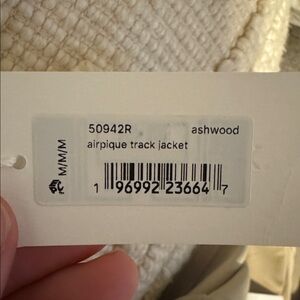 50942R ashwood
airpique track jacket
M/M/M
1 96992 23664 7